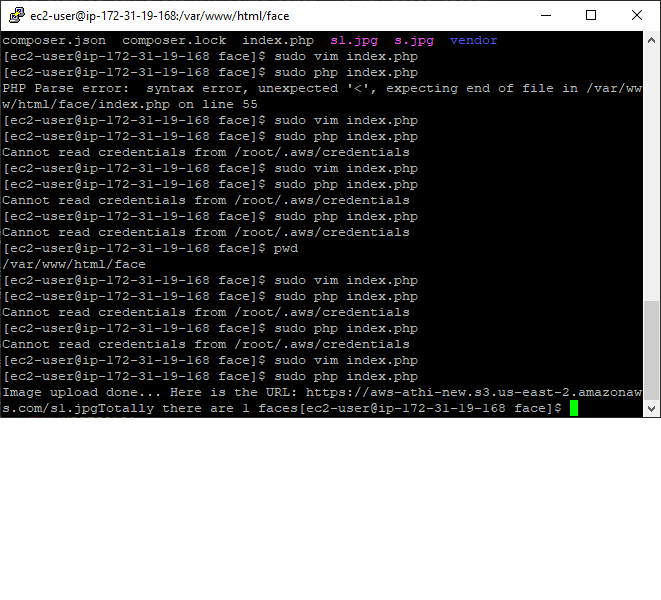 ec2-user@ip-172-31-19-168:/var/www/html/face
composer.json  composer.lock  index.php  s1.jpg  s.jpg  vendor
[ec2-user@ip-172-31-19-168 face]$ sudo vim index.php
[ec2-user@ip-172-31-19-168 face]$ sudo php index.php
PHP Parse error:  syntax error, unexpected '<', expecting end of file in /var/ww
w/html/face/index.php on line 55
[ec2-user@ip-172-31-19-168 face]$ sudo vim index.php
[ec2-user@ip-172-31-19-168 face]$ sudo php index.php
Cannot read credentials from /root/.aws/credentials
[ec2-user@ip-172-31-19-168 face]$ sudo vim index.php
[ec2-user@ip-172-31-19-168 face]$ sudo php index.php
Cannot read credentials from /root/.aws/credentials
[ec2-user@ip-172-31-19-168 face]$ sudo php index.php
Cannot read credentials from /root/.aws/credentials
[ec2-user@ip-172-31-19-168 face]$ pwd
/var/www/html/face
[ec2-user@ip-172-31-19-168 face]$ sudo vim index.php
[ec2-user@ip-172-31-19-168 face]$ sudo php index.php
Cannot read credentials from /root/.aws/credentials
[ec2-user@ip-172-31-19-168 face]$ sudo php index.php
Cannot read credentials from /root/.aws/credentials
[ec2-user@ip-172-31-19-168 face]$ sudo vim index.php
[ec2-user@ip-172-31-19-168 face]$ sudo php index.php
Image upload done... Here is the URL: https://aws-athi-new.s3.us-east-2.amazonaw
s.com/s1.jpgTotally there are 1 faces[ec2-user@ip-172-31-19-168 face]$